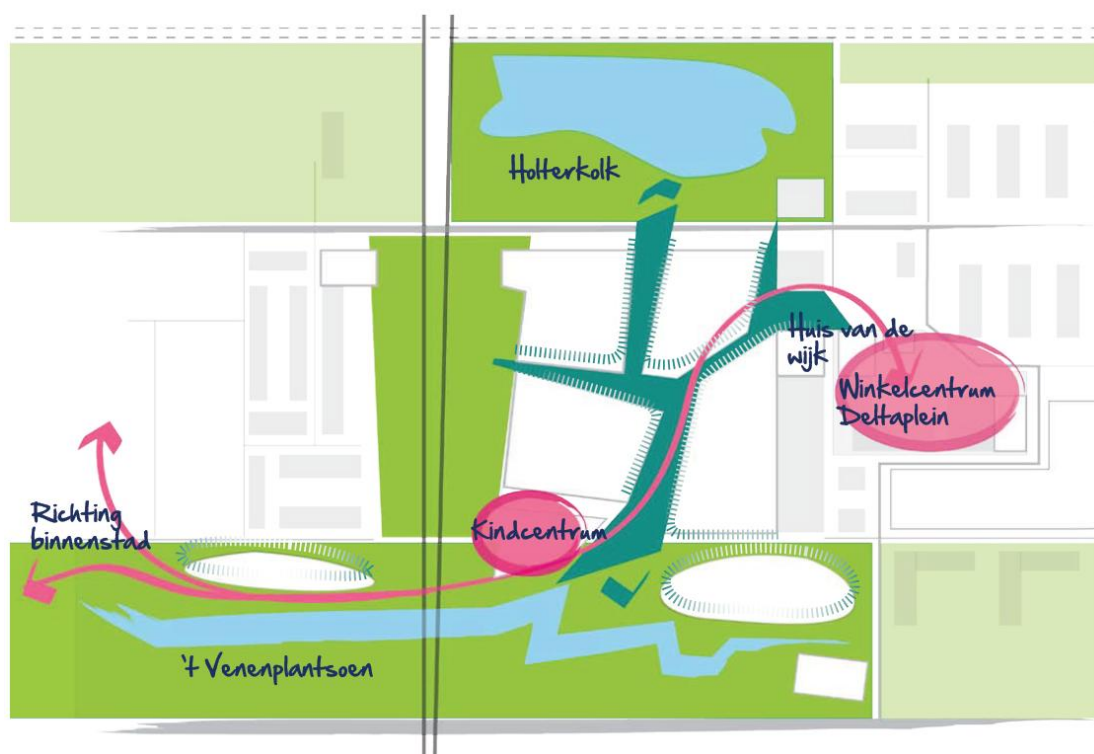 Holterkolk
Huis van de
wijk
Winkelcentrum
Deltaplein
Richting
binnenstad
Kindcentrum
't Venenplantsoen